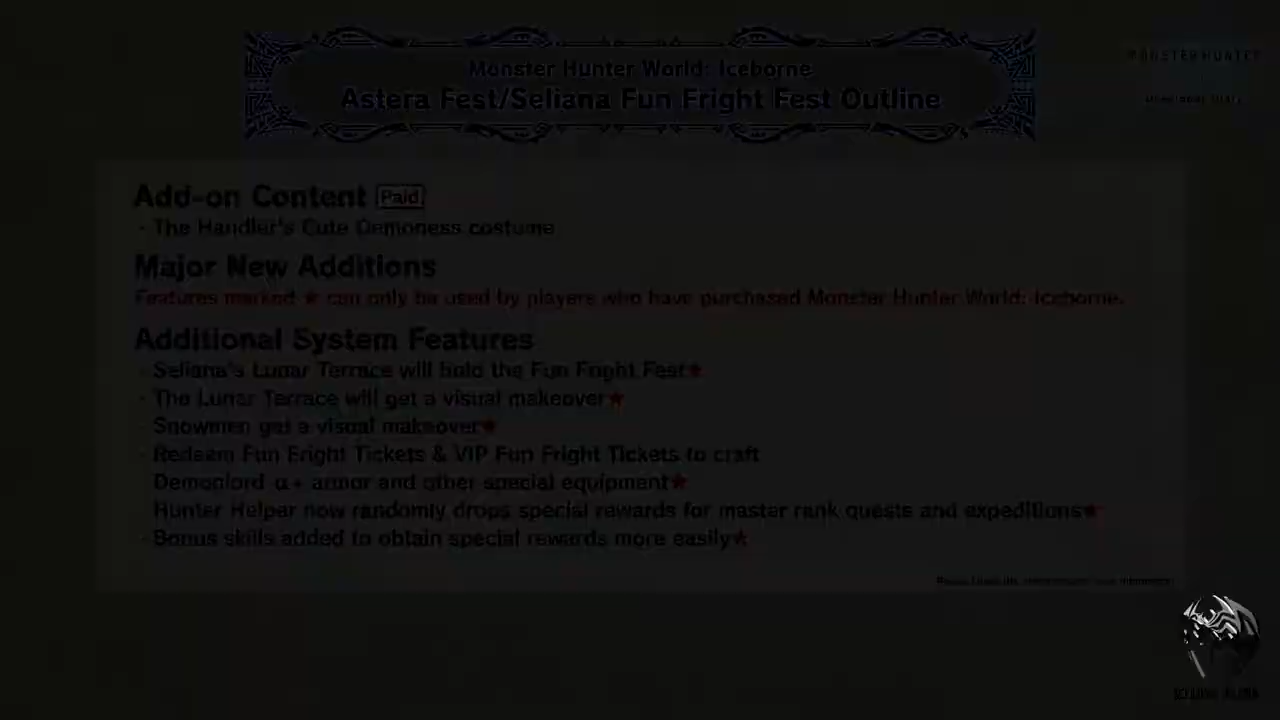 Monster Hunter World: Iceborne
Astera Fest/Seliana Fun Fright Fest Outline
MONSTER HUNTER
Developer Diary
Add-on Content Paid
· The Handler's Cute Demoness costume
Major New Additions
Features marked ★ can only be used by players who have purchased Monster Hunter World: Iceborne.
Additional System Features
· Seliana's Lunar Terrace will hold the Fun Fright Fest★
· The Lunar Terrace will get a visual makeover★
· Snowmen get a visual makeover★
· Redeem Fun Fright Tickets & VIP Fun Fright Tickets to craft
Demonlord α+ armor and other special equipment★
· Hunter Helper now randomly drops special rewards for master rank quests and expeditions★
· Bonus skills added to obtain special rewards more easily★